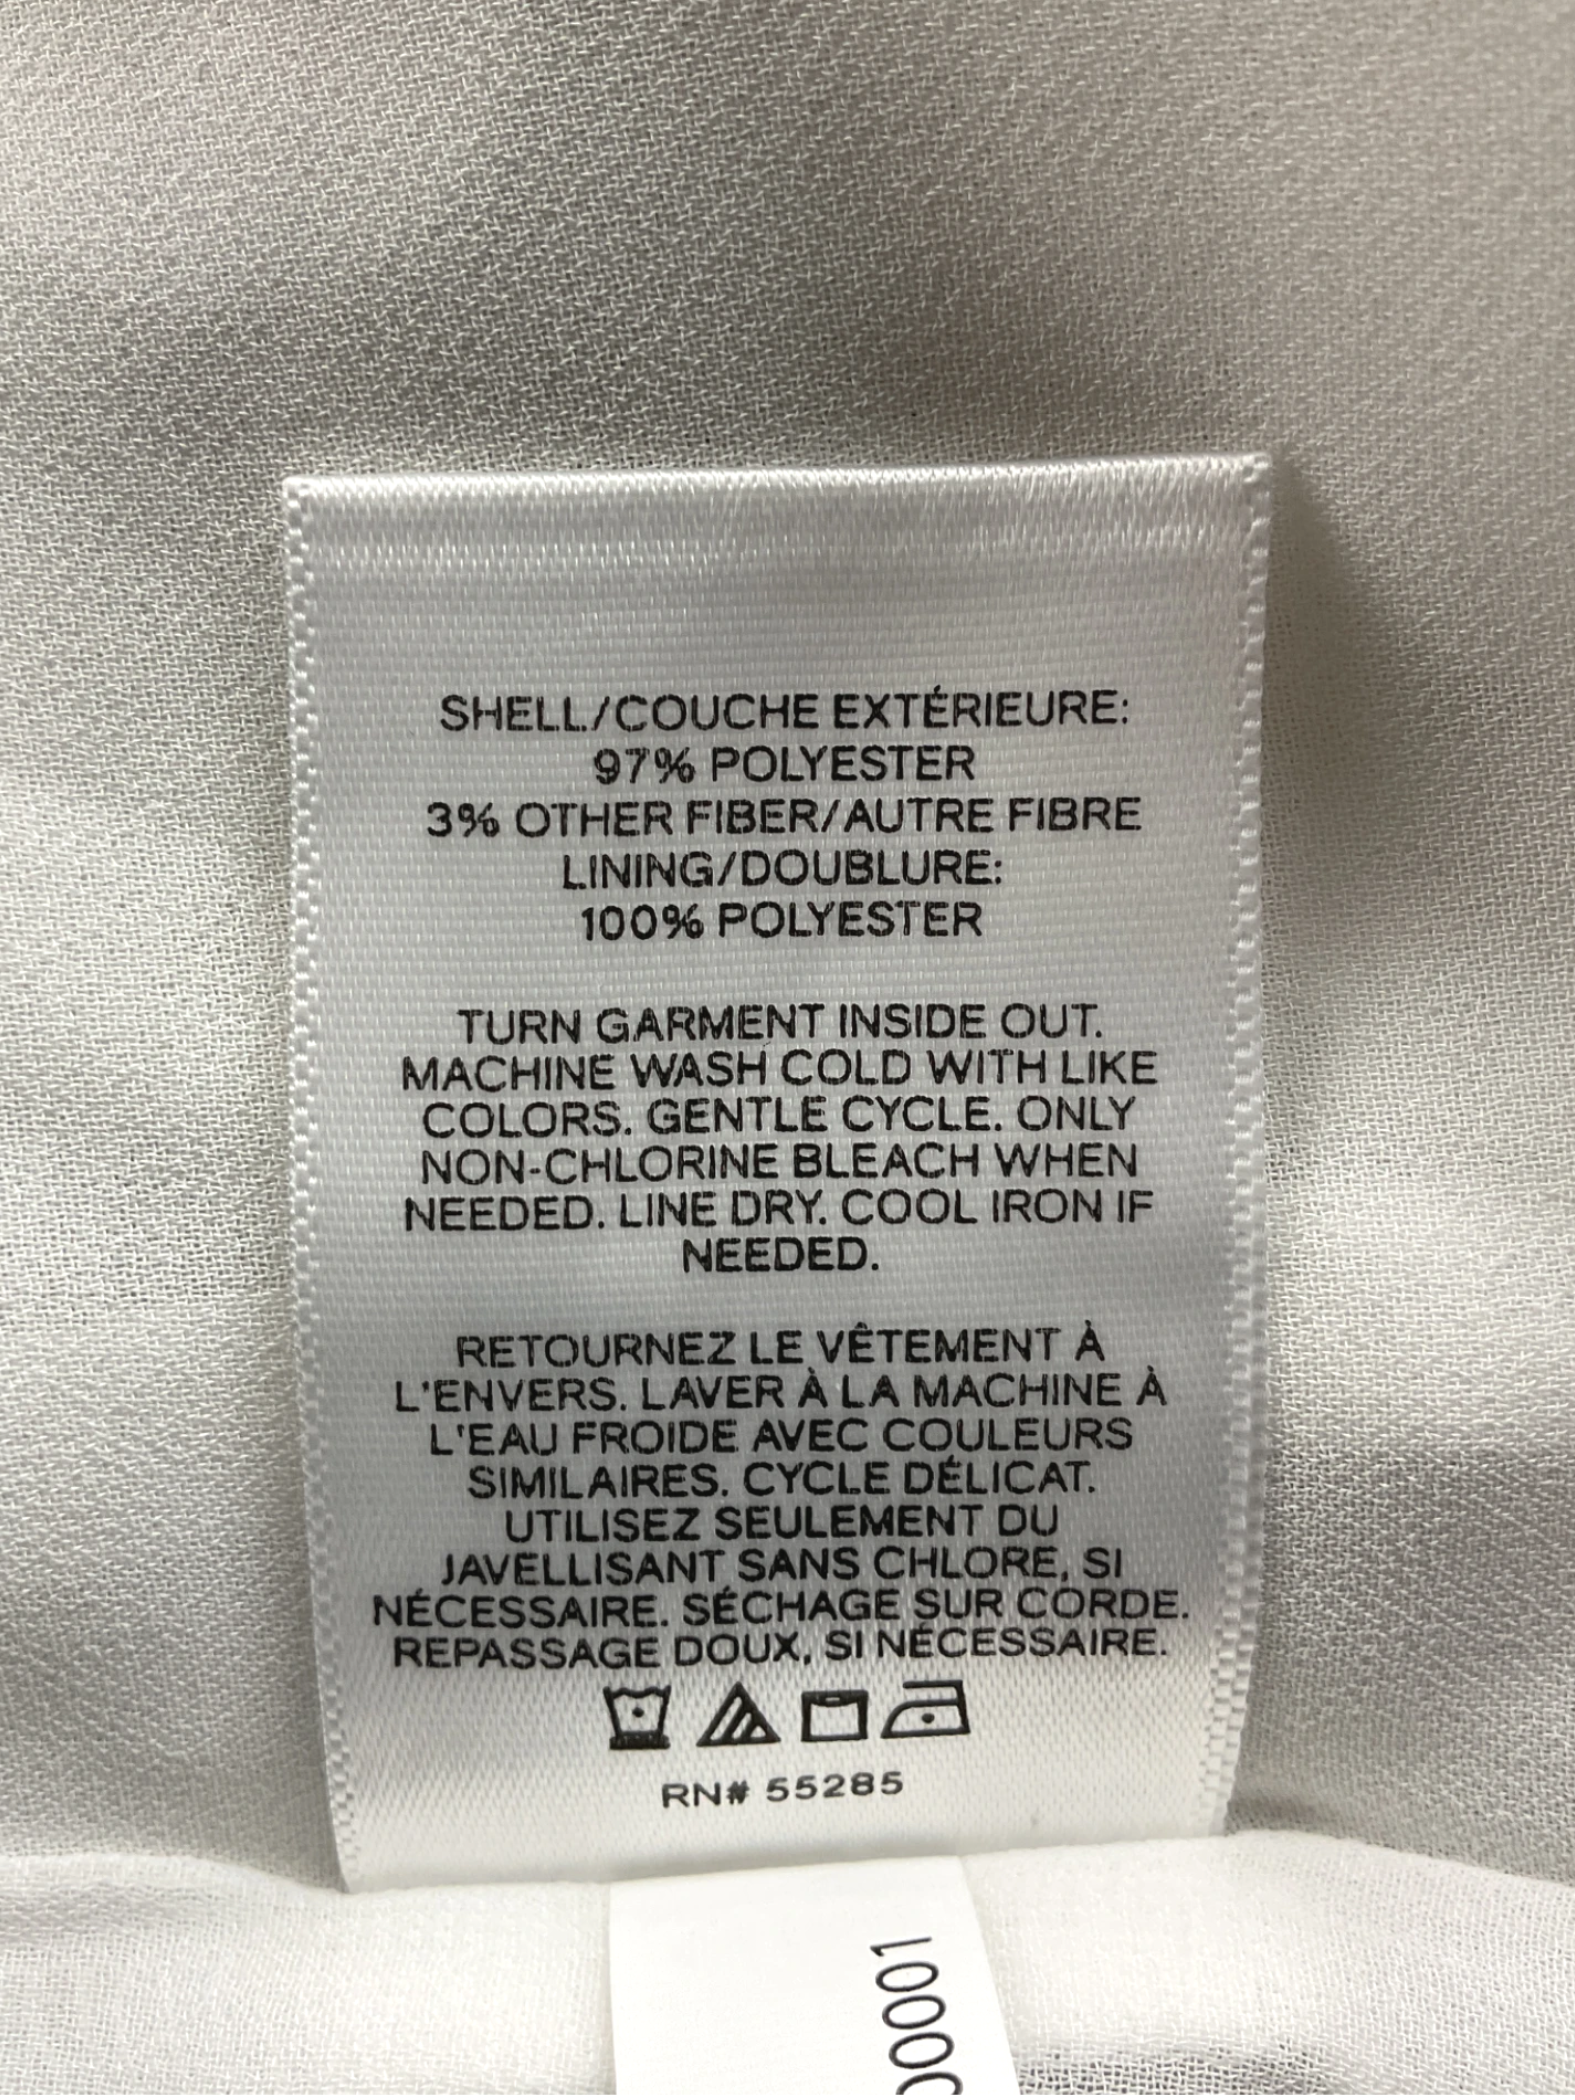 SHELL/COUCHE EXTÉRIEURE:
97% POLYESTER
3% OTHER FIBER/AUTRE FIBRE
LINING/DOUBLURE:
100% POLYESTER
TURN GARMENT INSIDE OUT.
MACHINE WASH COLD WITH LIKE
COLORS. GENTLE CYCLE. ONLY
NON-CHLORINE BLEACH WHEN
NEEDED. LINE DRY. COOL IRON IF
NEEDED.
RETOURNEZ LE VÊTEMENT À
L'ENVERS. LAVER À LA MACHINE À
L'EAU FROIDE AVEC COULEURS
SIMILAIRES. CYCLE DÉLICAT.
UTILISEZ SEULEMENT DU
JAVELLISANT SANS CHLORE, SI
NÉCESSAIRE. SÉCHAGE SUR CORDE.
REPASSAGE DOUX, SI NÉCESSAIRE.
RN# 55285